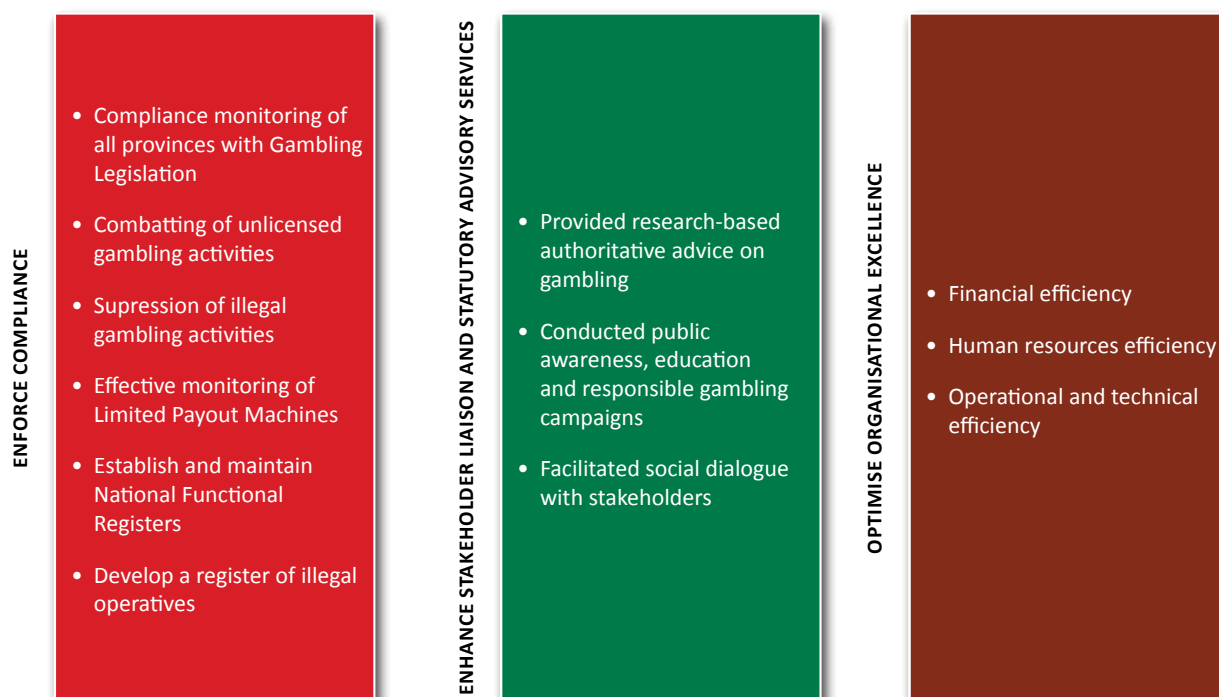 ENFORCE COMPLIANCE
• Compliance monitoring of
all provinces with Gambling
Legislation
• Combatting of unlicensed
gambling activities
• Supression of illegal
gambling activities
• Effective monitoring of
Limited Payout Machines
• Establish and maintain
National Functional
Registers
• Develop a register of illegal
operatives
ENHANCE STAKEHOLDER LIAISON AND STATUTORY ADVISORY SERVICES
• Provided research-based
authoritative advice on
gambling
• Conducted public
awareness, education
and responsible gambling
campaigns
• Facilitated social dialogue
with stakeholders
OPTIMISE ORGANISATIONAL EXCELLENCE
• Financial efficiency
• Human resources efficiency
• Operational and technical
efficiency